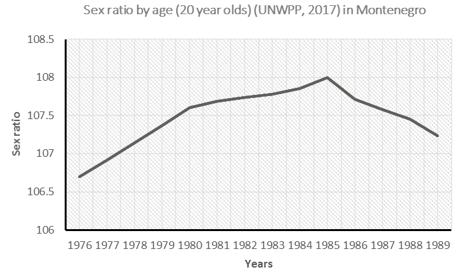 Sex ratio by age (20 year olds) (UNWPP, 2017) in Montenegro
108.5
108
107.5
107
106.5
106
Sex ratio
1976 1977 1978 1979 1980 1981 1982 1983 1984 1985 1986 1987 1988 1989
Years